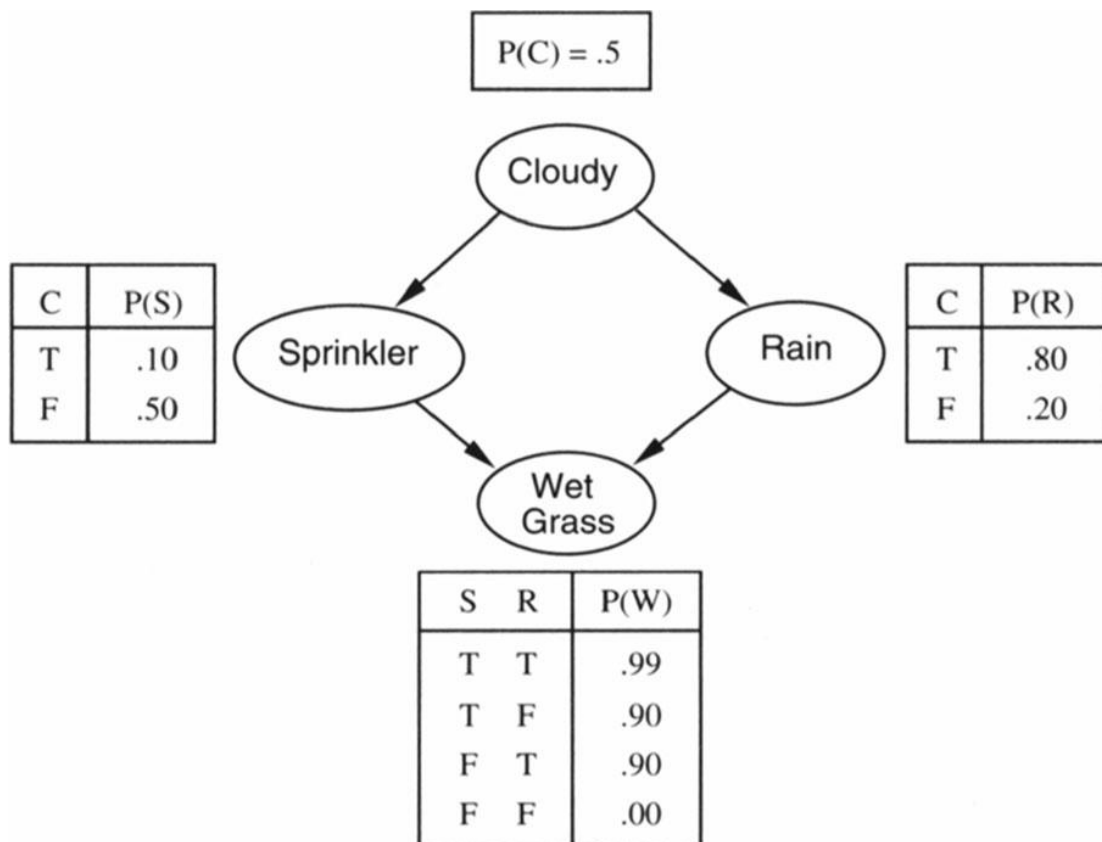 P(C) = .5
Cloudy
C P(S)
T .10
F .50
Sprinkler
Rain
C P(R)
T .80
F .20
Wet
Grass
S R P(W)
T T .99
T F .90
F T .90
F F .00